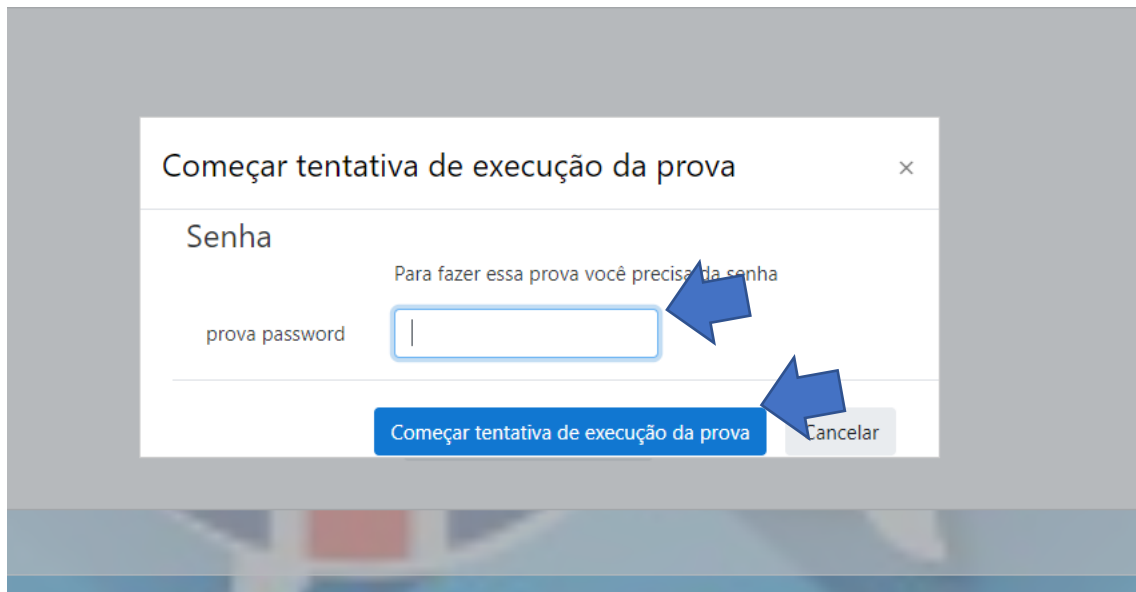 Começar tentativa de execução da prova ×
Senha
Para fazer essa prova você precisa da senha
prova password
Começar tentativa de execução da prova
Cancelar